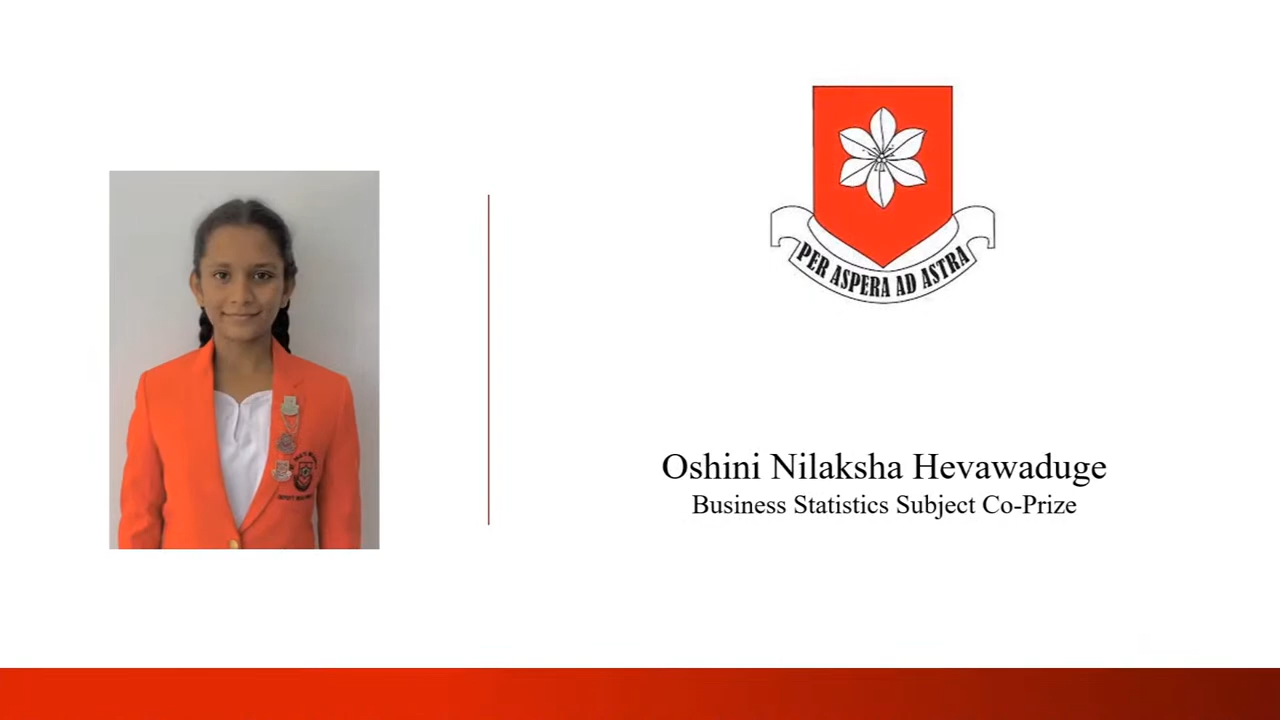 PER ASPERA AD ASTRA
Oshini Nilaksha Hevawaduge
Business Statistics Subject Co-Prize